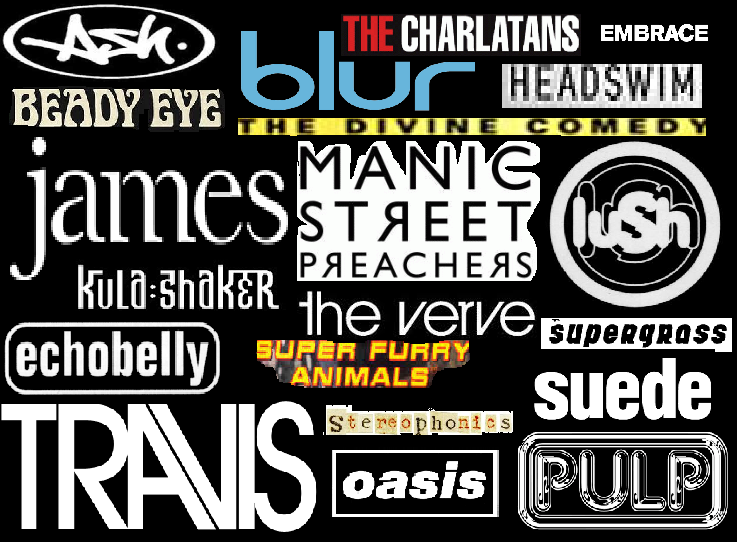 Ash.
THE CHARLATANS
EMBRACE
blur
HEADSWIM
BEADY EYE
THE DIVINE COMEDY
james
MANIC
STREET
PREACHERS
lush
kula:shaker
the verve
echobelly
supergrass
SUPER FURRY
ANIMALS
suede
TRAVIS
Stereophonics
oasis
PULP